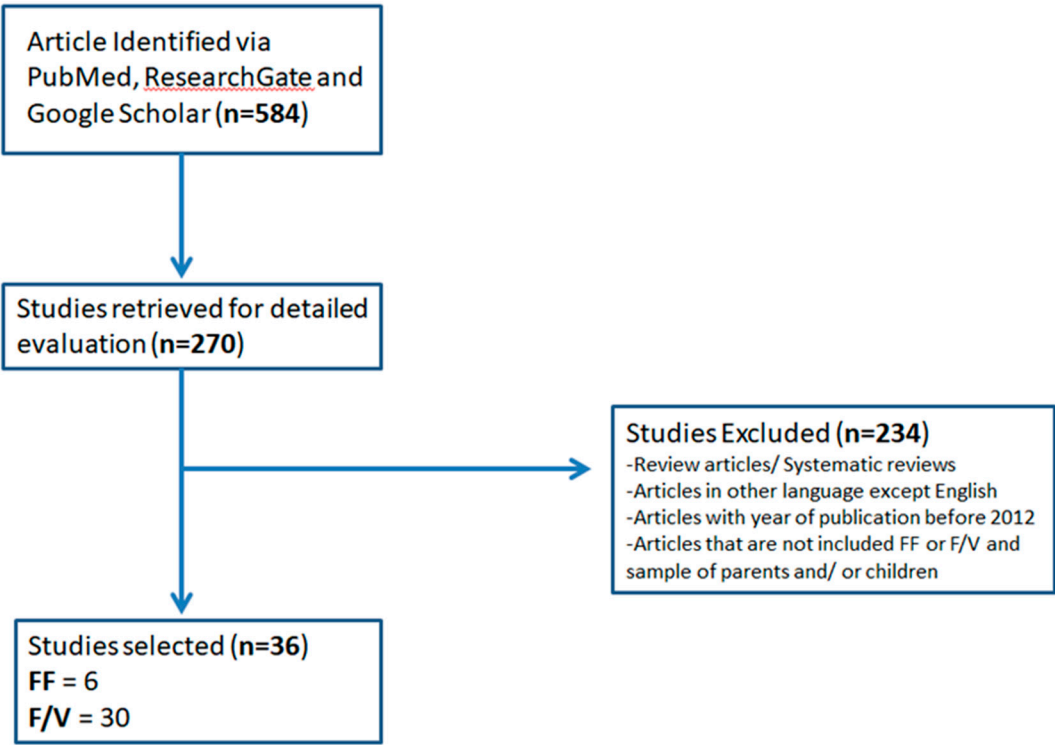 Article Identified via
PubMed, ResearchGate and
Google Scholar (n=584)
Studies retrieved for detailed
evaluation (n=270)
Studies Excluded (n=234)
-Review articles/ Systematic reviews
-Articles in other language except English
-Articles with year of publication before 2012
-Articles that are not included FF or F/V and
sample of parents and/ or children
Studies selected (n=36)
FF = 6
F/V = 30